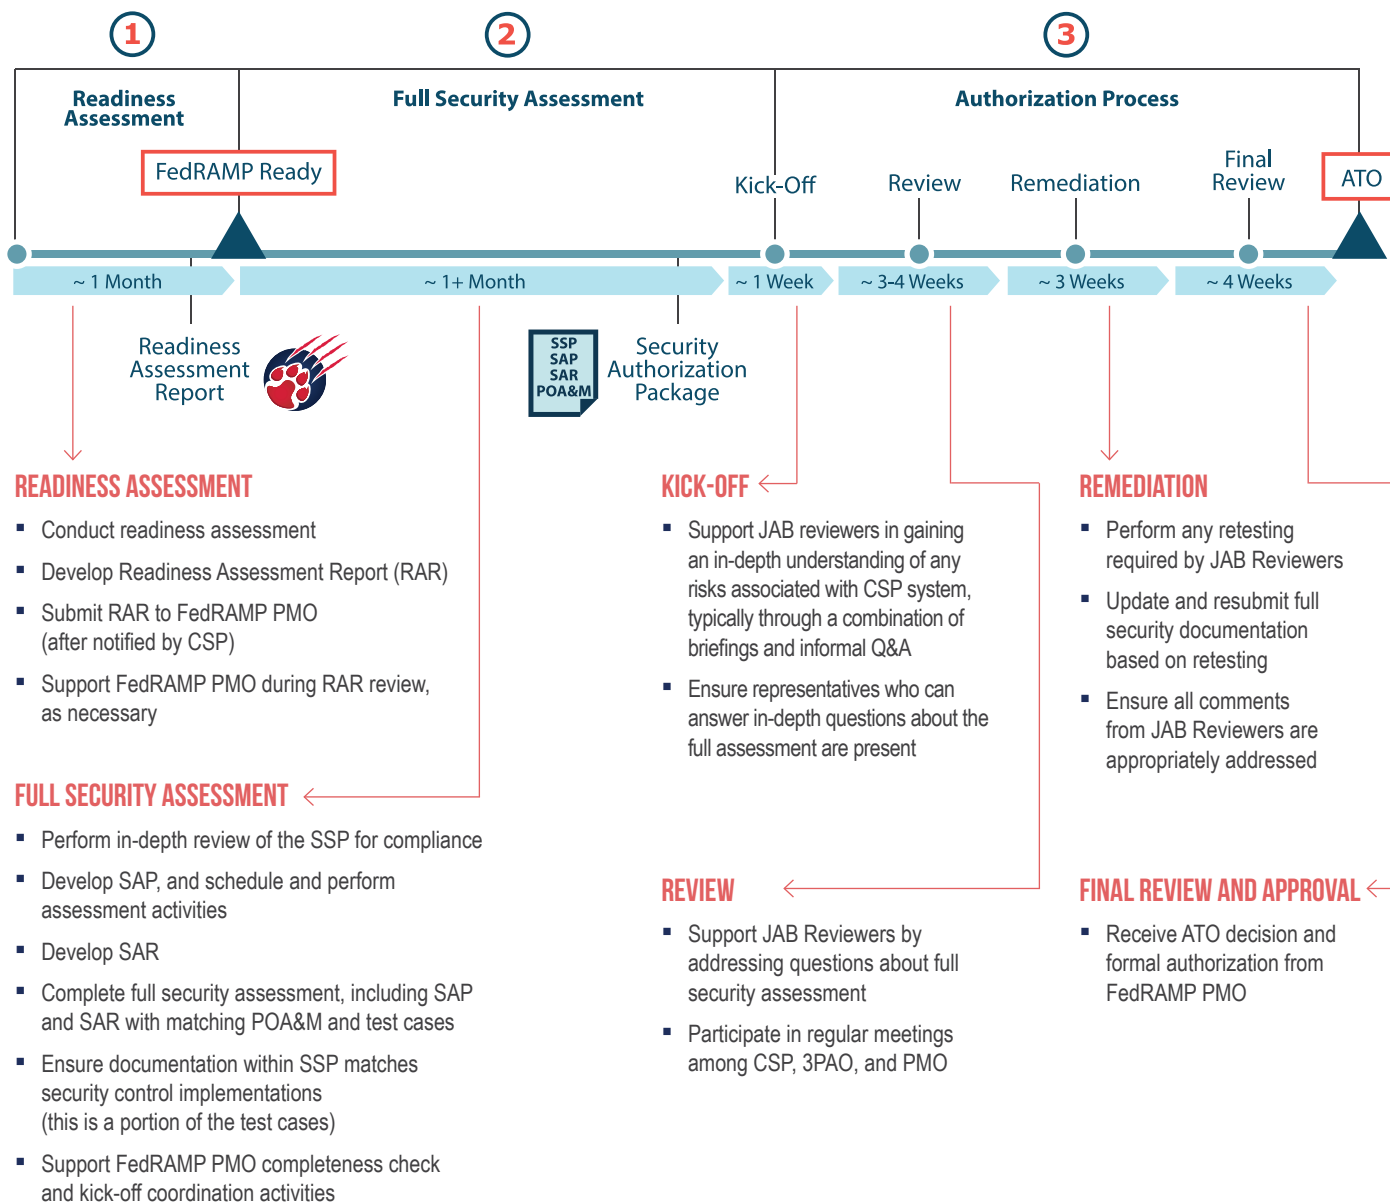 1
2
3
Readiness
Assessment
Full Security Assessment
Authorization Process
FedRAMP Ready
Kick-Off
Review
Remediation
Final
Review
ATO
~ 1 Month
~ 1+ Month
~ 1 Week
~ 3-4 Weeks
~ 3 Weeks
~ 4 Weeks
Readiness
Assessment
Report
SSP
SAP
SAR
POA&M
Security
Authorization
Package
READINESS ASSESSMENT
▪ Conduct readiness assessment
▪ Develop Readiness Assessment Report (RAR)
▪ Submit RAR to FedRAMP PMO
(after notified by CSP)
▪ Support FedRAMP PMO during RAR review,
as necessary
FULL SECURITY ASSESSMENT
▪ Perform in-depth review of the SSP for compliance
▪ Develop SAP, and schedule and perform
assessment activities
▪ Develop SAR
▪ Complete full security assessment, including SAP
and SAR with matching POA&M and test cases
▪ Ensure documentation within SSP matches
security control implementations
(this is a portion of the test cases)
▪ Support FedRAMP PMO completeness check
and kick-off coordination activities
KICK-OFF
▪ Support JAB reviewers in gaining
an in-depth understanding of any
risks associated with CSP system,
typically through a combination of
briefings and informal Q&A
▪ Ensure representatives who can
answer in-depth questions about the
full assessment are present
REVIEW
▪ Support JAB Reviewers by
addressing questions about full
security assessment
▪ Participate in regular meetings
among CSP, 3PAO, and PMO
REMEDIATION
▪ Perform any retesting
required by JAB Reviewers
▪ Update and resubmit full
security documentation
based on retesting
▪ Ensure all comments
from JAB Reviewers are
appropriately addressed
FINAL REVIEW AND APPROVAL
▪ Receive ATO decision and
formal authorization from
FedRAMP PMO